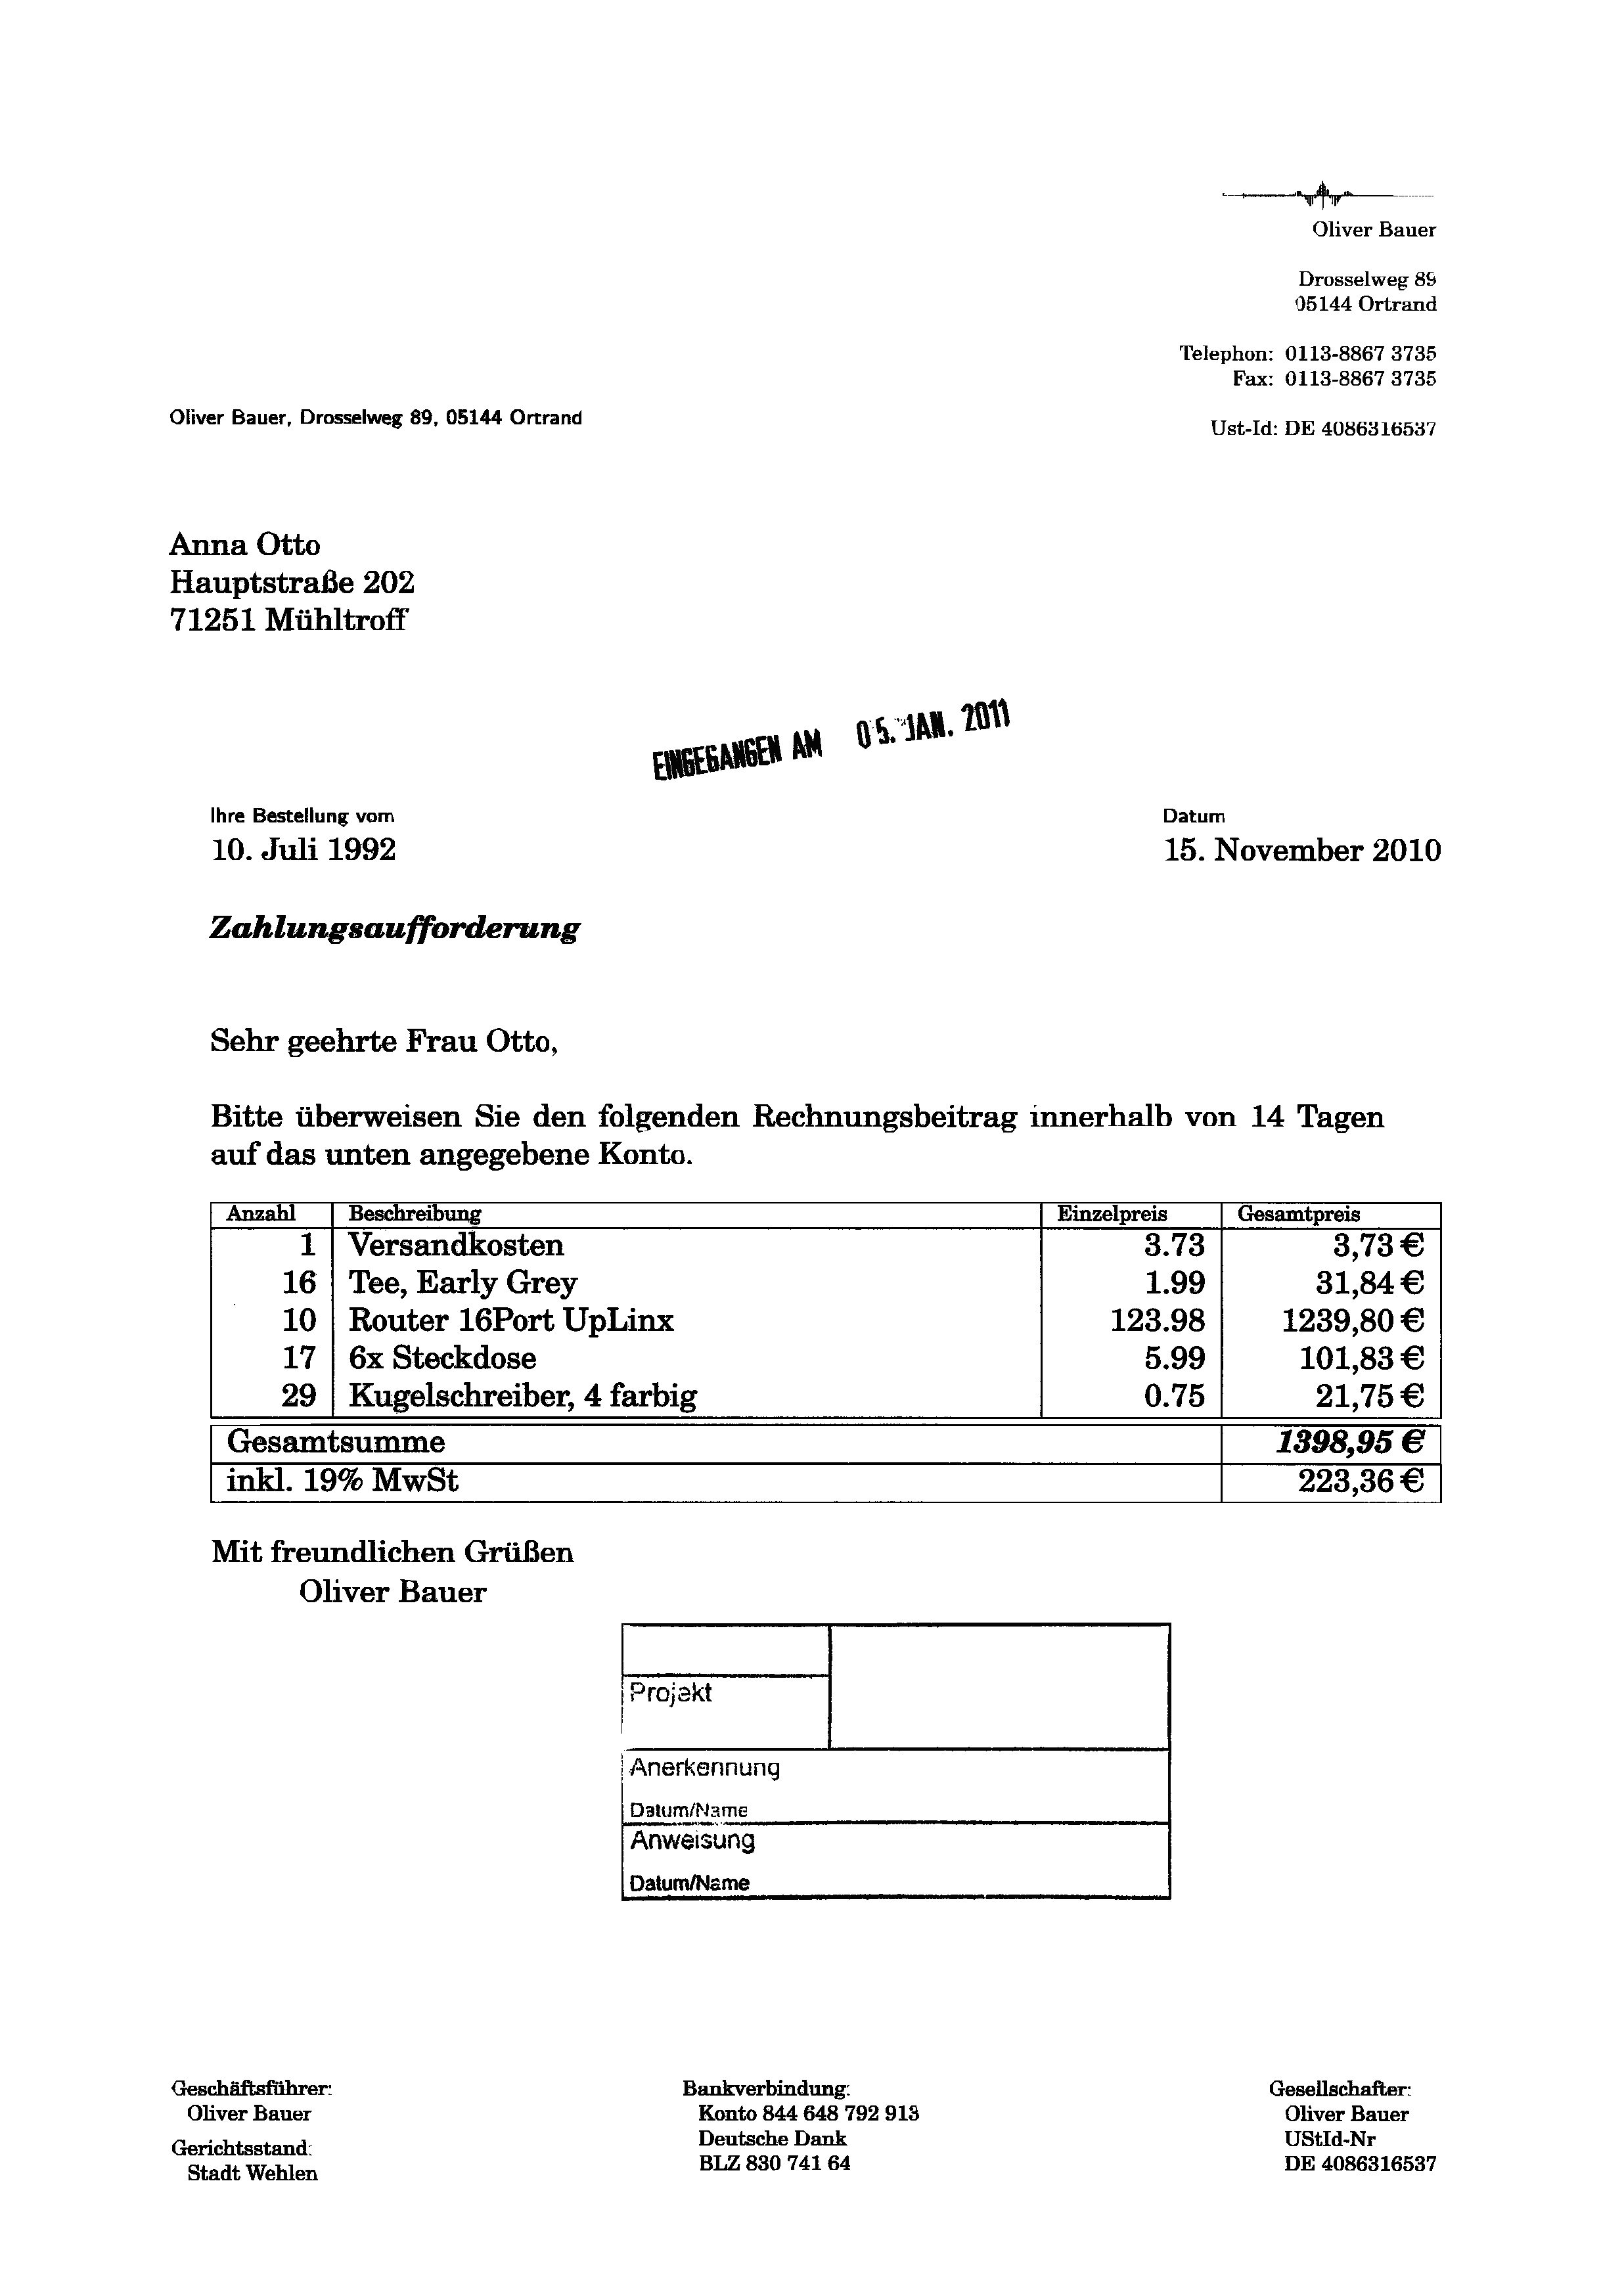 Oliver Bauer
Drosselweg 89
05144 Ortrand
Telephon: 0113-8867 3735
Fax: 0113-8867 3735
Ust-Id: DE 4086316537
Oliver Bauer, Drosselweg 89, 05144 Ortrand
Anna Otto
Hauptstraße 202
71251 Mühltroff
EINGEGANGEN AM 05. JAN. 2011
Ihre Bestellung vom Datum
10. Juli 1992 15. November 2010
Zahlungsaufforderung
Sehr geehrte Frau Otto,
Bitte überweisen Sie den folgenden Rechnungsbeitrag innerhalb von 14 Tagen
auf das unten angegebene Konto.
Anzahl Beschreibung Einzelpreis Gesamtpreis
1 Versandkosten 3.73 3,73 €
16 Tee, Early Grey 1.99 31,84 €
10 Router 16Port UpLinx 123.98 1239,80 €
17 6x Steckdose 5.99 101,83 €
29 Kugelschreiber, 4 farbig 0.75 21,75 €
Gesamtsumme 1398,95 €
inkl. 19% MwSt 223,36 €
Mit freundlichen Grüßen
Oliver Bauer
Projekt
Anerkennung
Datum/Name
Anweisung
Datum/Name
Geschäftsführer:
Oliver Bauer
Gerichtsstand:
Stadt Wehlen
Bankverbindung:
Konto 844 648 792 913
Deutsche Dank
BLZ 830 741 64
Gesellschafter:
Oliver Bauer
UStId-Nr
DE 4086316537